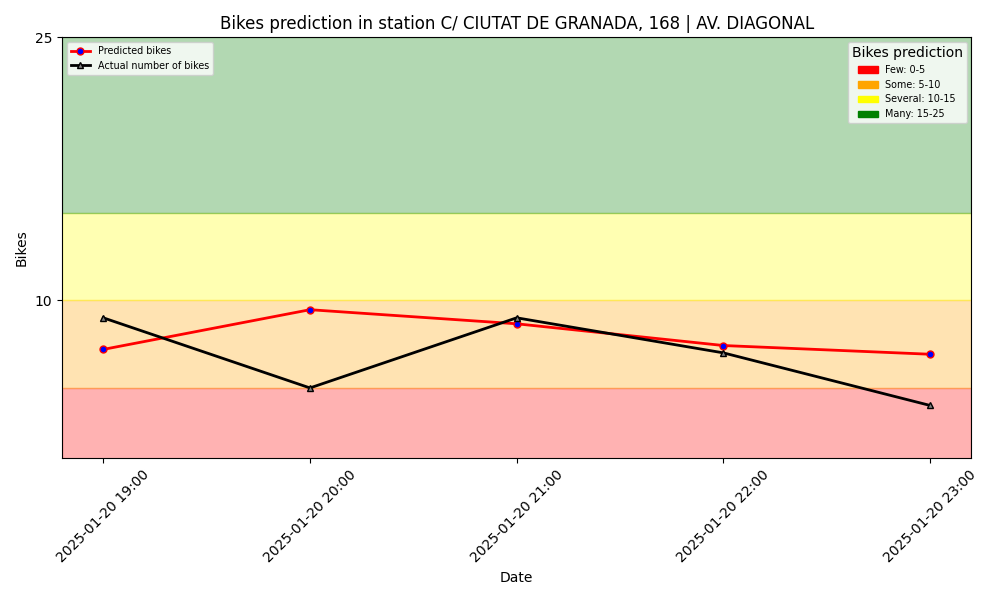 Bikes prediction in station C/ CIUTAT DE GRANADA, 168 | AV. DIAGONAL
25
Predicted bikes
Actual number of bikes
Bikes prediction
Few: 0-5
Some: 5-10
Several: 10-15
Many: 15-25
Bikes
10
2025-01-20 19:00
2025-01-20 20:00
2025-01-20 21:00
2025-01-20 22:00
2025-01-20 23:00
Date